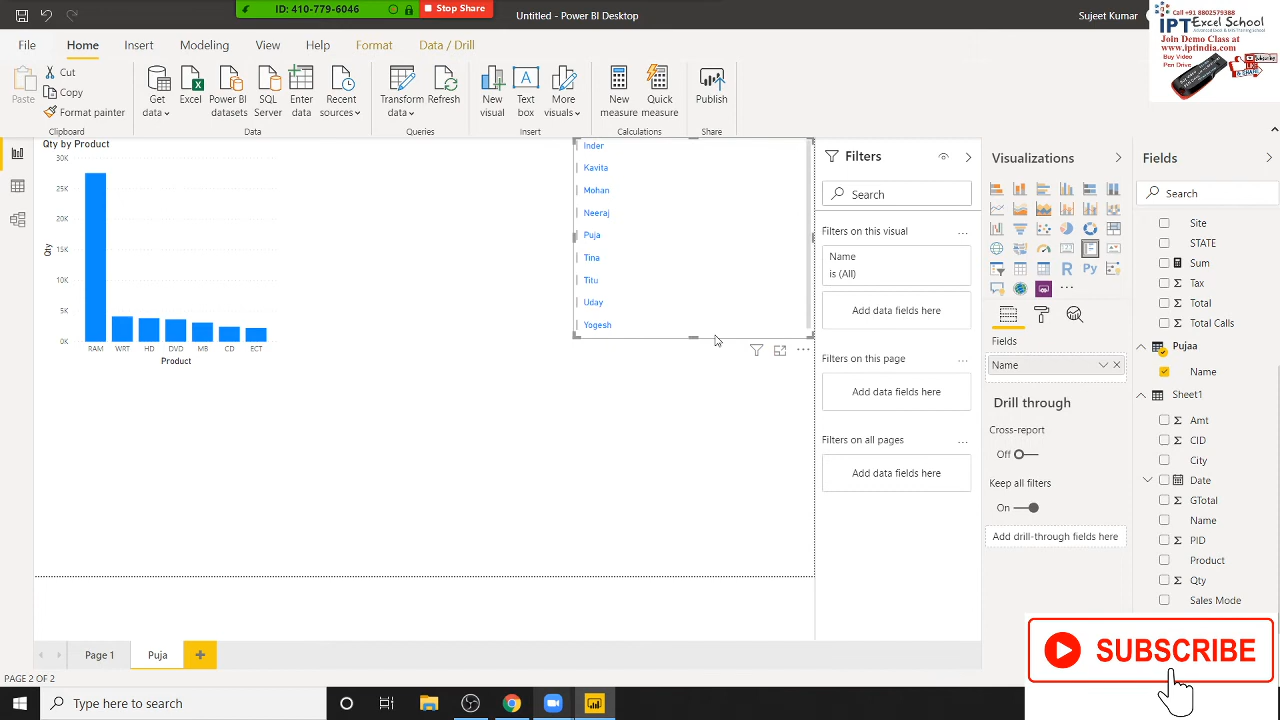 ID: 410-779-6046
Stop Share
Untitled - Power BI Desktop
Sujeet Kumar
Call +91 8802579388
IPT Excel School
Join Demo Class at
www.iptindia.com
Buy Video
Pen Drive
File
Home
Insert
Modeling
View
Help
Format
Data / Drill
Paste
Cut
Copy
Format painter
Get data
Excel
Power BI datasets
SQL Server
Enter data
Recent sources
Transform data
Refresh
New visual
Text box
More visuals
New measure
Quick measure
Publish
Clipboard
Data
Queries
Insert
Calculations
Share
Qty by Product
30K
25K
20K
15K
10K
5K
0K
Qty
RAM
WRT
HD
DVD
MB
CD
ECT
Product
Inder
Kavita
Mohan
Neeraj
Puja
Tina
Titu
Uday
Yogesh
Filters
Search
Filters on this visual
Name
is (All)
Add data fields here
Filters on this page
Add data fields here
Filters on all pages
Add data fields here
Visualizations
R
Py
Fields
Name
Drill through
Cross-report
Off
Keep all filters
On
Add drill-through fields here
Fields
Search
Site
STATE
Sum
Tax
Total
Total Calls
Pujaa
Name
Sheet1
Amt
CID
City
Date
GTotal
Name
PID
Product
Qty
Sales Mode
SUBSCRIBE
Page 1
Puja
PAGE 2 OF 2
Type here to search